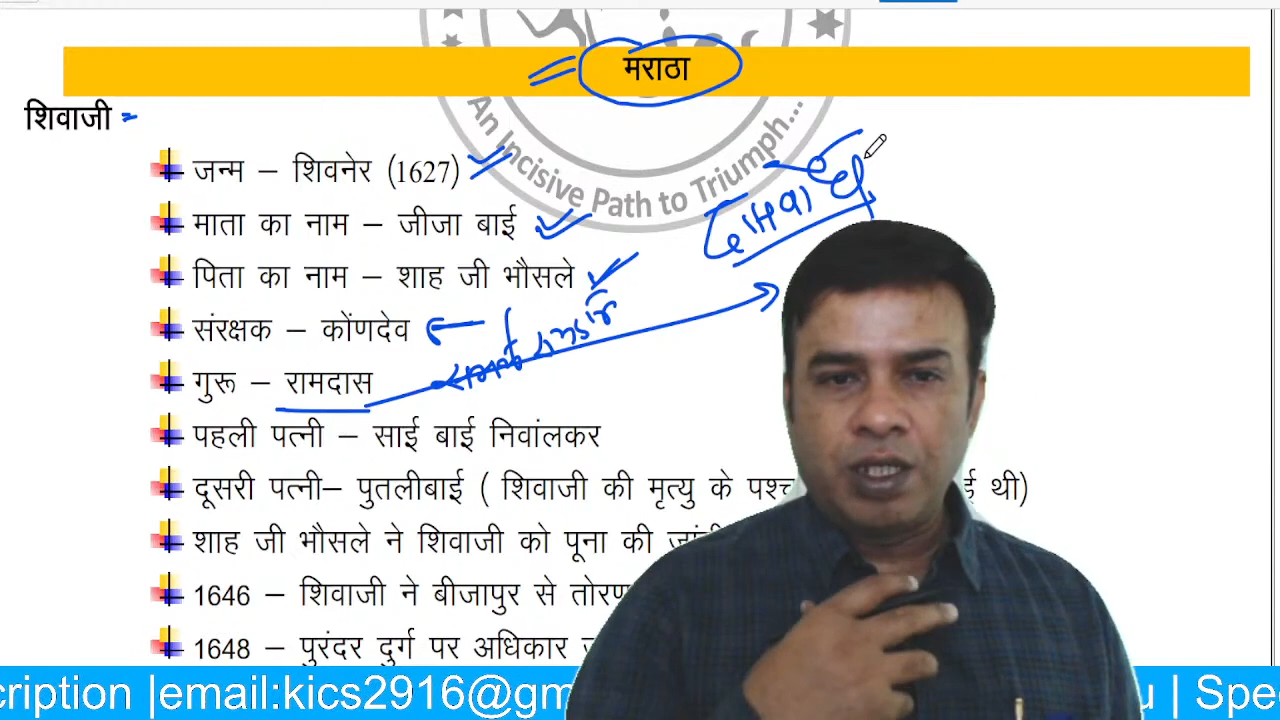 मराठा
An Incisive Path to Triumph...
शिवाजी
जन्म – शिवनेर (1627)
माता का नाम – जीजा बाई
पिता का नाम – शाह जी भौसले
संरक्षक – कोंणदेव
गुरू – रामदास
पहली पत्नी – साई बाई निवांलकर
दूसरी पत्नी– पुतलीबाई ( शिवाजी की मृत्यु के पश्च ई थी)
शाह जी भौसले ने शिवाजी को पूना की
1646 – शिवाजी ने बीजापुर से
1648 – पुरंदर दुर्ग पर अधिकार
cription |email:kics2916@gm u | Spe